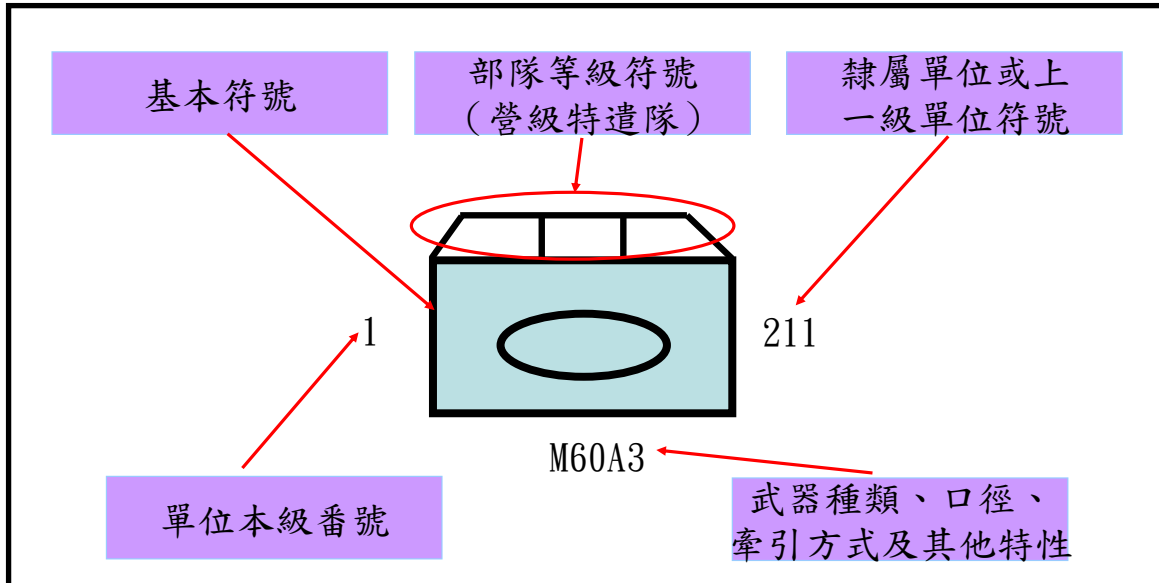 基本符號
部隊等級符號
（營級特遣隊）
隸屬單位或上
一級單位符號
1
211
M60A3
單位本級番號
武器種類、口徑、
牽引方式及其他特性